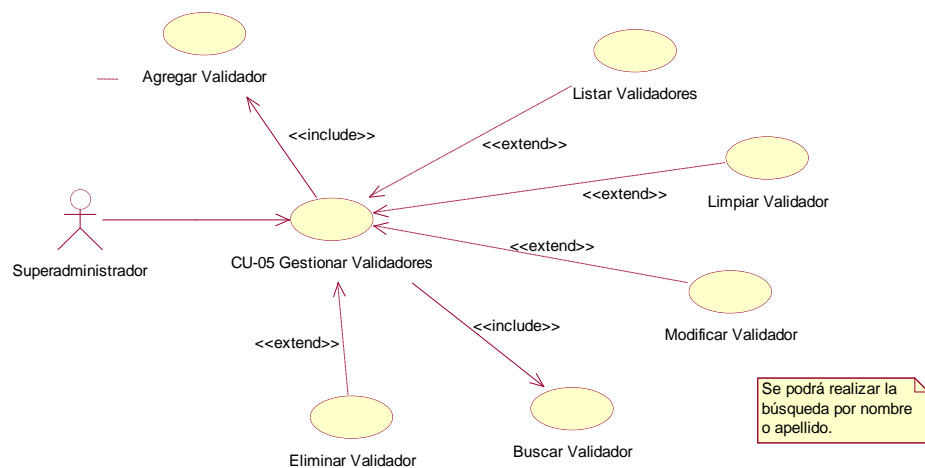 Agregar Validador
Listar Validadores
<<include>>
<<extend>>
<<extend>>
Limpiar Validador
Superadministrador
CU-05 Gestionar Validadores
<<extend>>
<<include>>
Modificar Validador
<<extend>>
Se podrá realizar la
búsqueda por nombre
o apellido.
Eliminar Validador
Buscar Validador